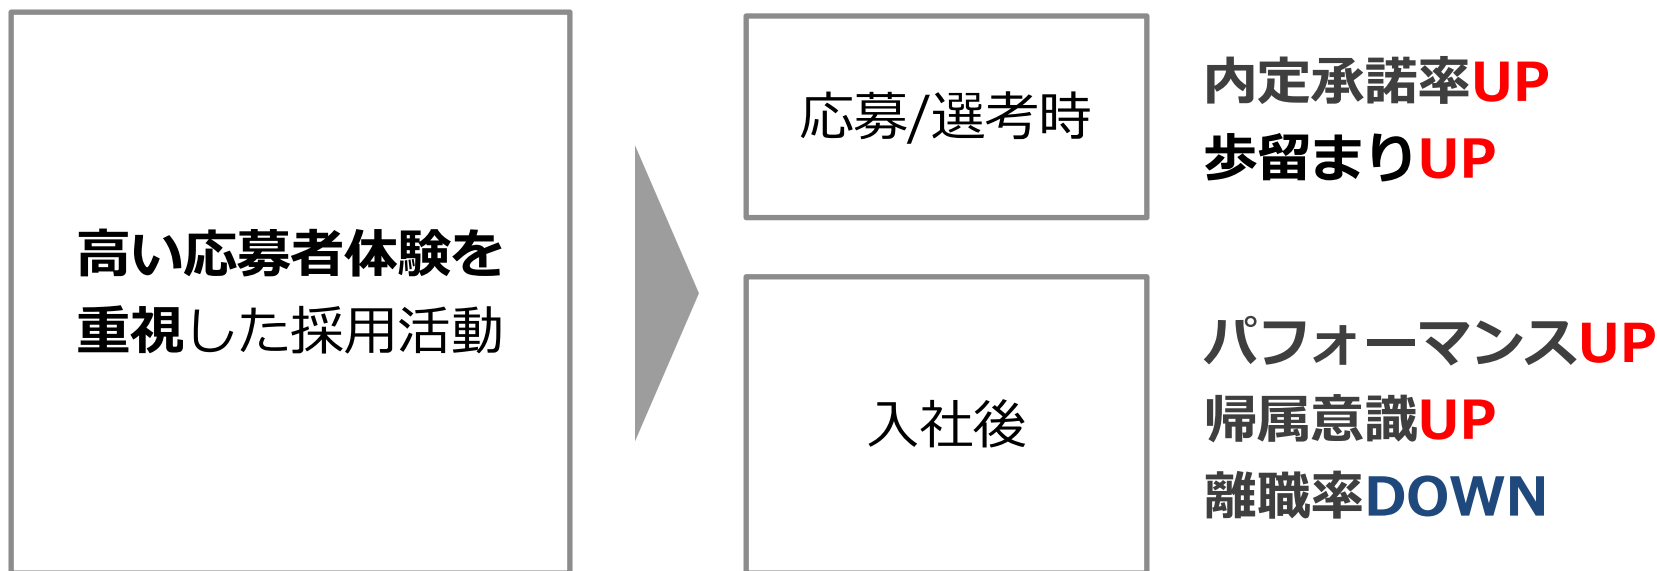 高い応募者体験を
重視した採用活動
応募/選考時
内定承諾率UP
歩留まりUP
入社後
パフォーマンスUP
帰属意識UP
離職率DOWN